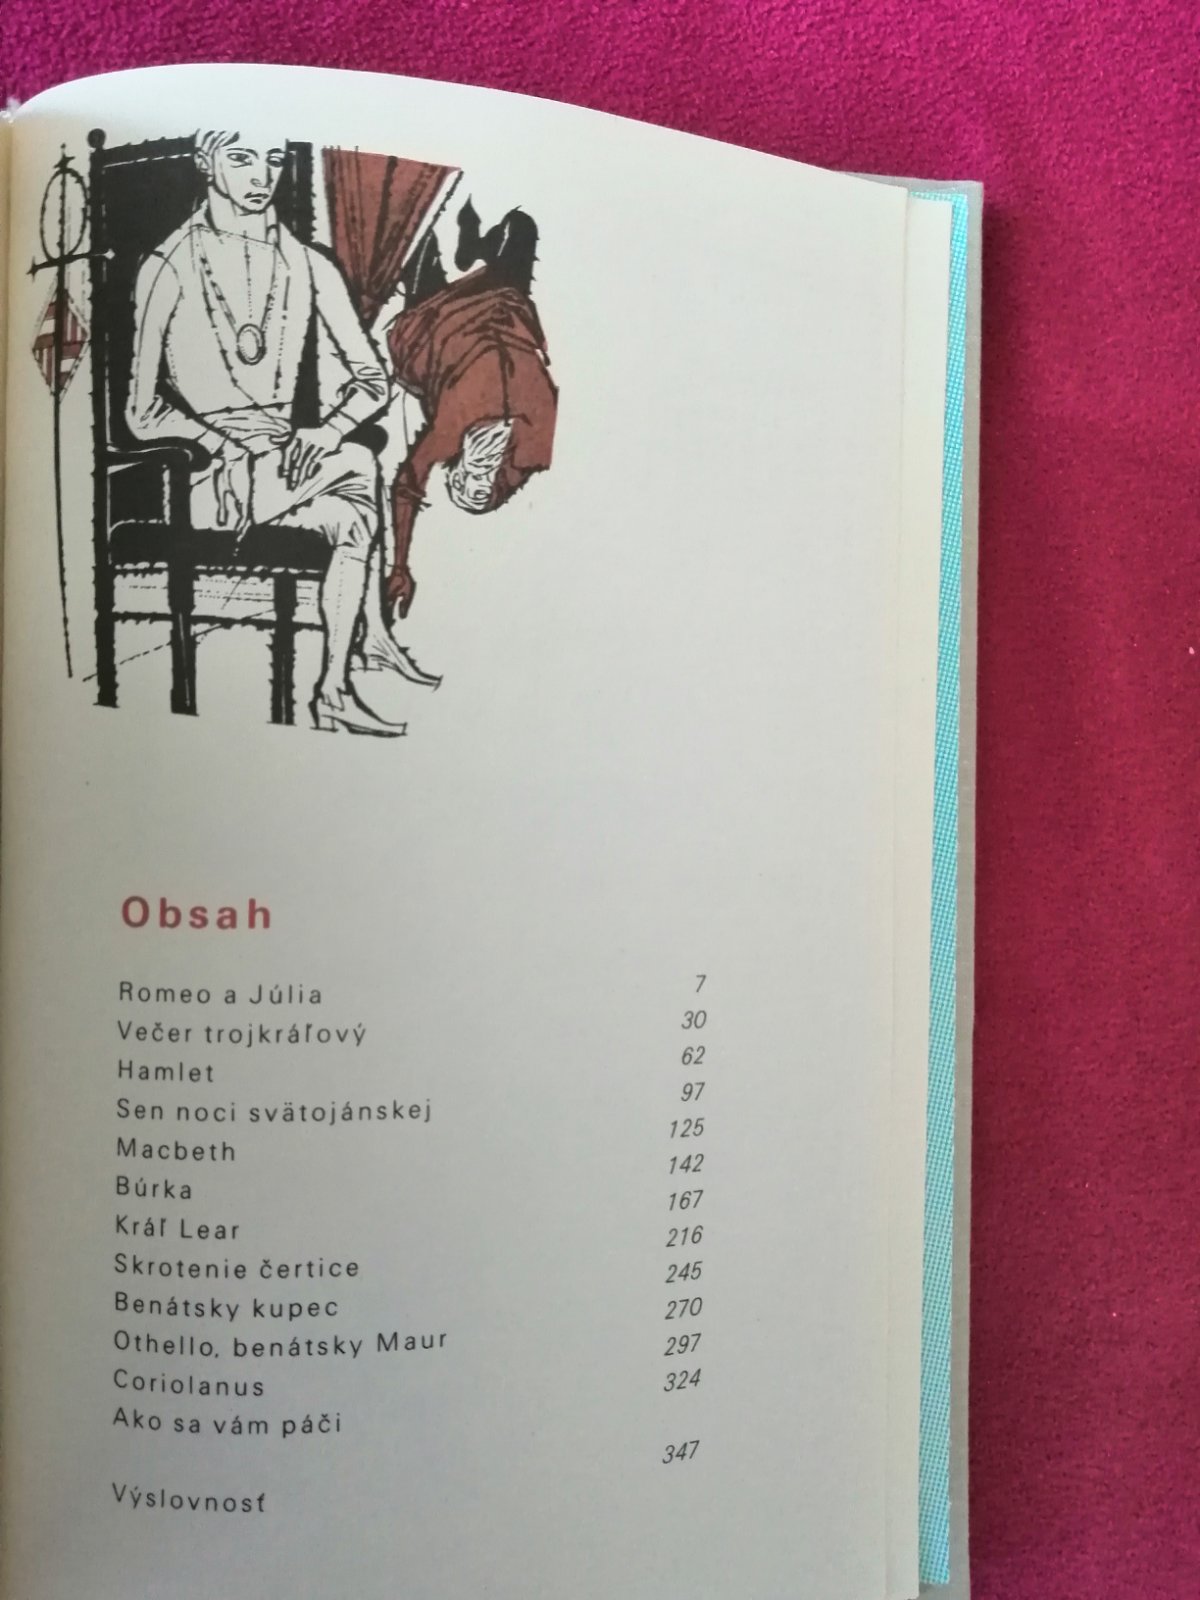 Obsah
Romeo a Júlia 7
Večer trojkráľový 30
Hamlet 62
Sen noci svätojánskej 97
Macbeth 125
Búrka 142
Kráľ Lear 167
Skrotenie čertice 216
Benátsky kupec 245
Othello, benátsky Maur 270
Coriolanus 297
Ako sa vám páči 324
Výslovnosť 347